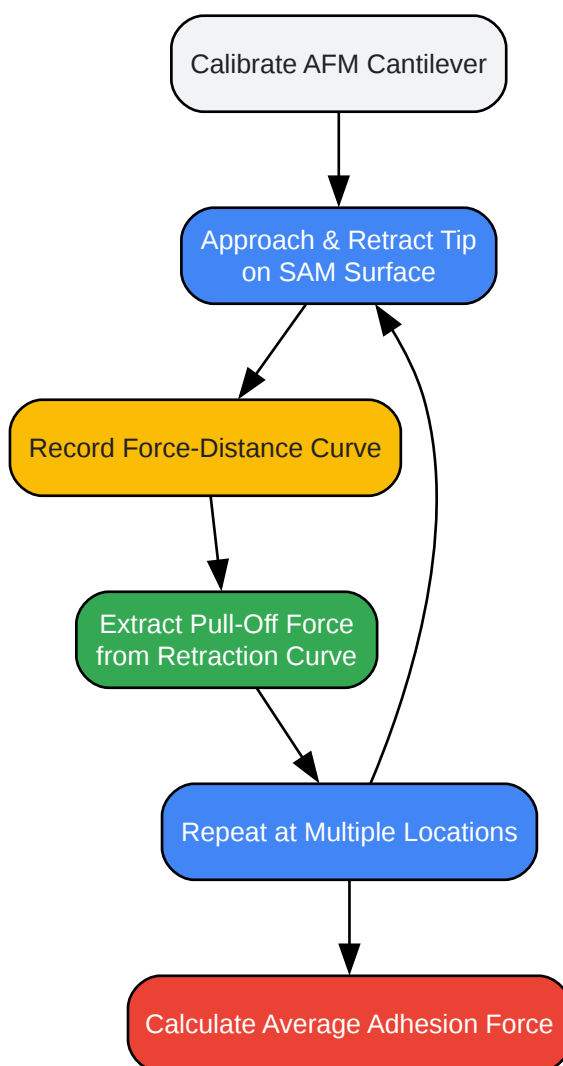 Calibrate AFM Cantilever
Approach & Retract Tip
on SAM Surface
Record Force-Distance Curve
Extract Pull-Off Force
from Retraction Curve
Repeat at Multiple Locations
Calculate Average Adhesion Force